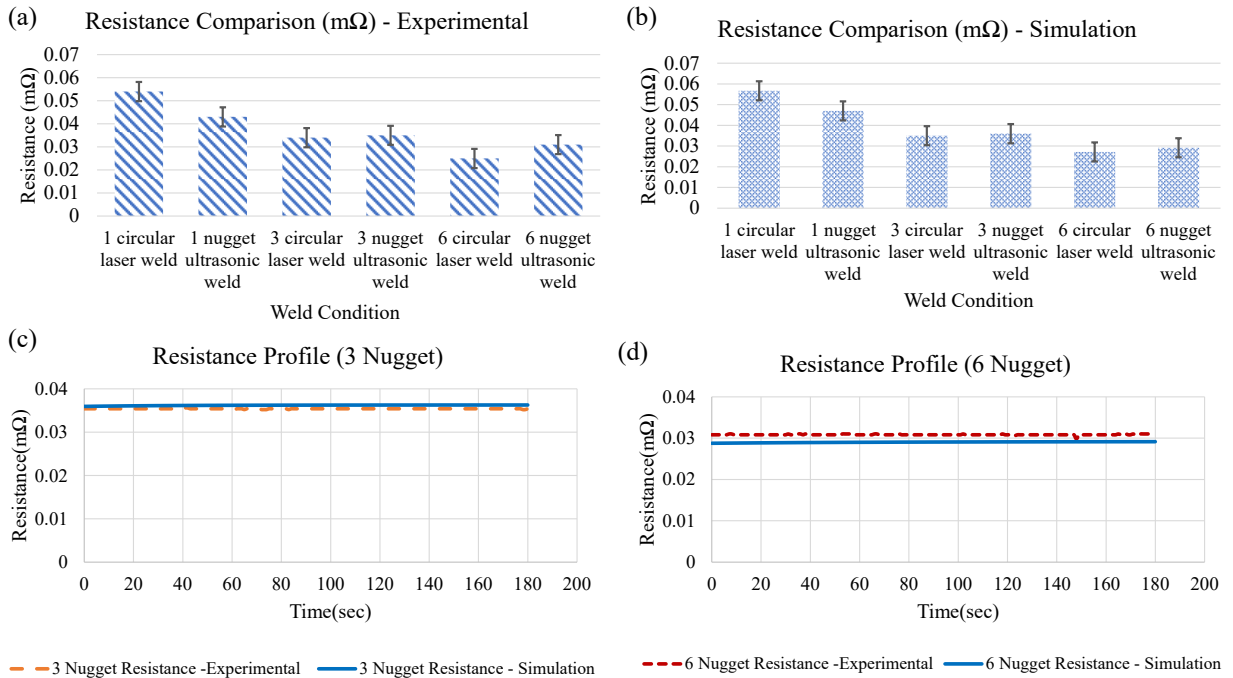 (a)
Resistance Comparison (mΩ) - Experimental
Resistance (mΩ)
0.07
0.06
0.05
0.04
0.03
0.02
0.01
0
1 circular
laser weld
1 nugget
ultrasonic
weld
3 circular
laser weld
3 nugget
ultrasonic
weld
6 circular
laser weld
6 nugget
ultrasonic
weld
Weld Condition
(b)
Resistance Comparison (mΩ) - Simulation
Resistance (mΩ)
0.07
0.06
0.05
0.04
0.03
0.02
0.01
0
1 circular
laser weld
1 nugget
ultrasonic
weld
3 circular
laser weld
3 nugget
ultrasonic
weld
6 circular
laser weld
6 nugget
ultrasonic
weld
Weld Condition
(c)
Resistance Profile (3 Nugget)
Resistance(mΩ)
0.04
0.03
0.02
0.01
0
0 20 40 60 80 100 120 140 160 180 200
Time(sec)
3 Nugget Resistance -Experimental
3 Nugget Resistance - Simulation
(d)
Resistance Profile (6 Nugget)
Resistance(mΩ)
0.04
0.03
0.02
0.01
0
0 20 40 60 80 100 120 140 160 180 200
Time(sec)
6 Nugget Resistance -Experimental
6 Nugget Resistance - Simulation